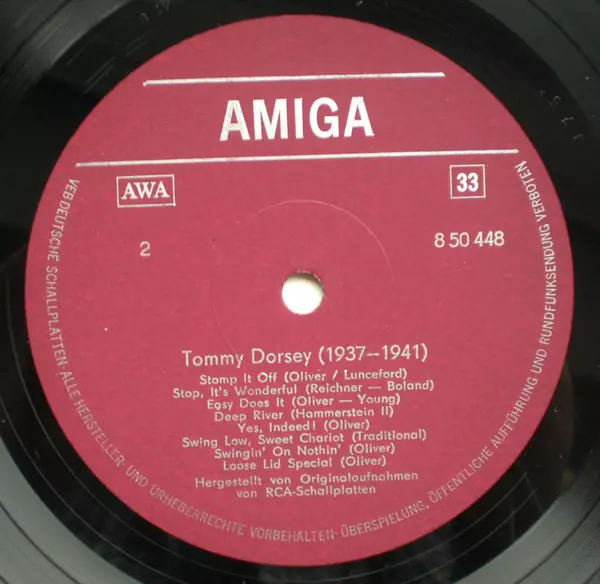 AMIGA
AWA
33
2
8 50 448
Tommy Dorsey (1937—1941)
Stomp It Off (Oliver / Lunceford)
Stop, It's Wonderful (Reichner — Boland)
Easy Does It (Oliver — Young)
Deep River (Hammerstein II)
Yes, Indeed! (Oliver)
Swing Low, Sweet Chariot (Traditional)
Swingin' On Nothin' (Oliver)
Loose Lid Special (Oliver)
Hergestellt von Originalaufnahmen
von RCA-Schallplatten
VEB DEUTSCHE SCHALLPLATTEN · ALLE HERSTELLER- UND URHEBERRECHTE VORBEHALTEN · ÜBERSPIELUNG, ÖFFENTLICHE AUFFÜHRUNG UND RUNDFUNKSENDUNG VERBOTEN